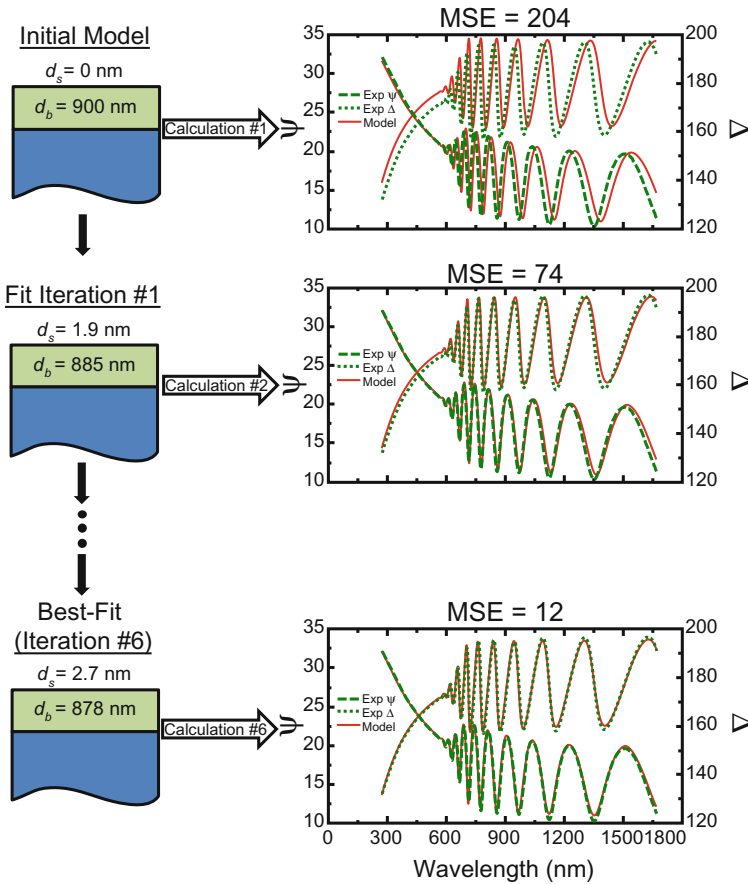 Initial Model
d_s = 0 nm
d_b = 900 nm
Calculation #1
MSE = 204
35
30
25
20
15
10
ψ
Exp ψ
Exp Δ
Model
200
180
160
140
120
Δ
Fit Iteration #1
d_s = 1.9 nm
d_b = 885 nm
Calculation #2
MSE = 74
35
30
25
20
15
10
ψ
Exp ψ
Exp Δ
Model
200
180
160
140
120
Δ
Best-Fit
(Iteration #6)
d_s = 2.7 nm
d_b = 878 nm
Calculation #6
MSE = 12
35
30
25
20
15
10
ψ
Exp ψ
Exp Δ
Model
200
180
160
140
120
Δ
0 300 600 900 1200 1500 1800
Wavelength (nm)